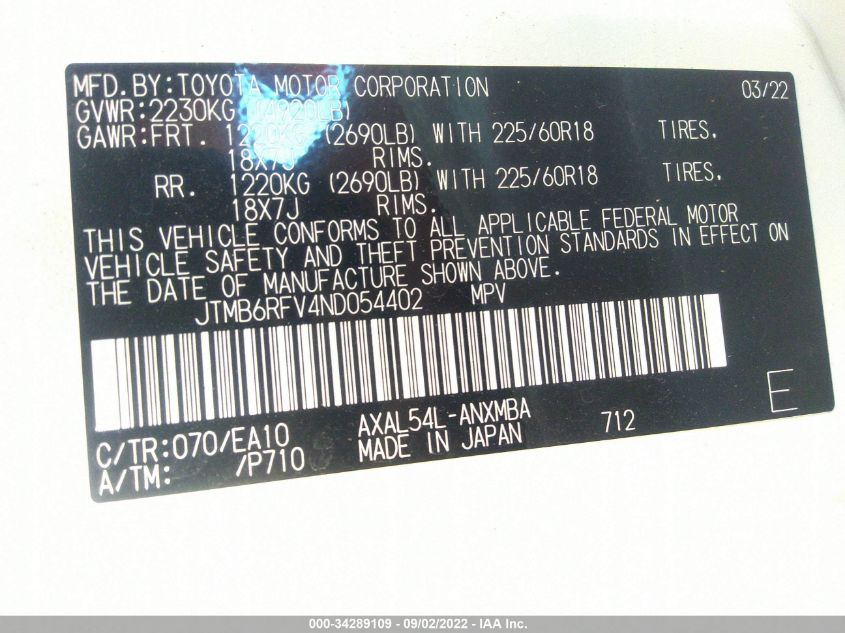 MFD.BY:TOYOTA MOTOR CORPORATION 03/22
GVWR:2230KG (4920LB)
GAWR:FRT. 1220KG (2690LB) WITH 225/60R18 TIRES.
18X7J RIMS.
RR. 1220KG (2690LB) WITH 225/60R18 TIRES.
18X7J RIMS.
THIS VEHICLE CONFORMS TO ALL APPLICABLE FEDERAL MOTOR
VEHICLE SAFETY AND THEFT PREVENTION STANDARDS IN EFFECT ON
THE DATE OF MANUFACTURE SHOWN ABOVE.
JTMB6RFV4ND054402 MPV
E
C/TR:070/EA10 AXAL54L-ANXMBA 712
A/TM: /P710 MADE IN JAPAN
000-34289109 - 09/02/2022 - IAA Inc.